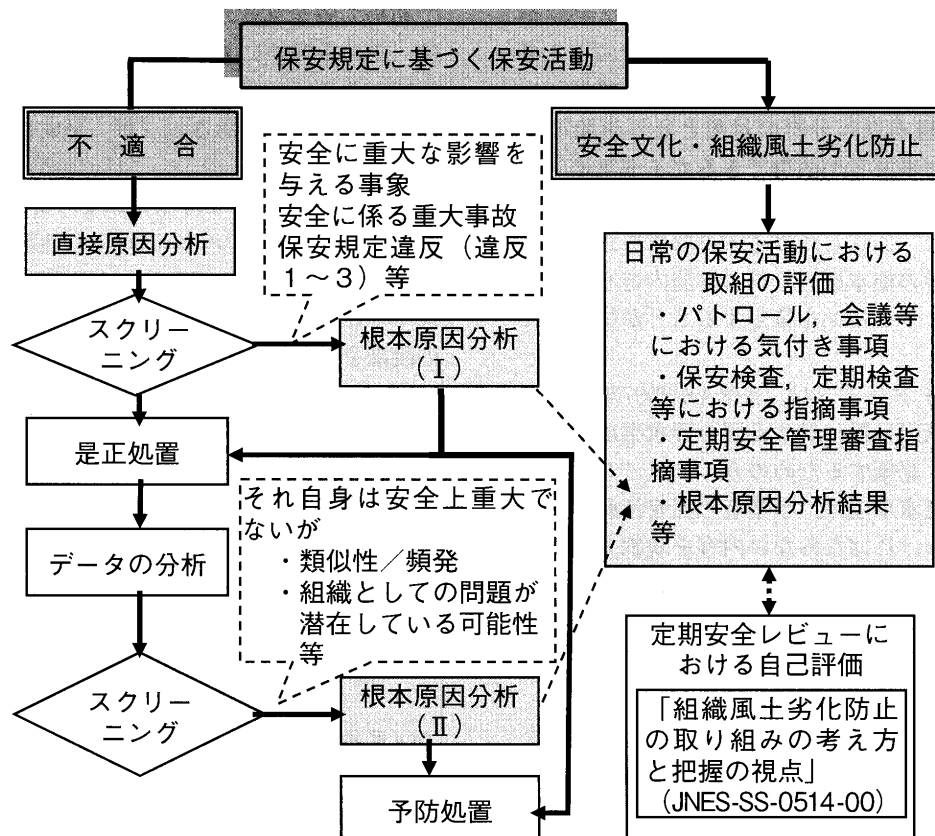 保安規定に基づく保安活動
不 適 合
安全文化・組織風土劣化防止
安全に重大な影響を
与える事象
安全に係る重大事故
保安規定違反（違反
１～３）等
直接原因分析
スクリー
ニング
根本原因分析
（Ⅰ）
日常の保安活動における
取組の評価
・パトロール，会議等
における気付き事項
・保安検査，定期検査
等における指摘事項
・定期安全管理審査指
摘事項
・根本原因分析結果
等
是正処置
それ自身は安全上重大で
ないが
・類似性／頻発
・組織としての問題が
潜在している可能性
等
データの分析
スクリー
ニング
根本原因分析
（Ⅱ）
予防処置
定期安全レビューに
おける自己評価
「組織風土劣化防止
の取り組みの考え方
と把握の視点」
（JNES-SS-0514-00）